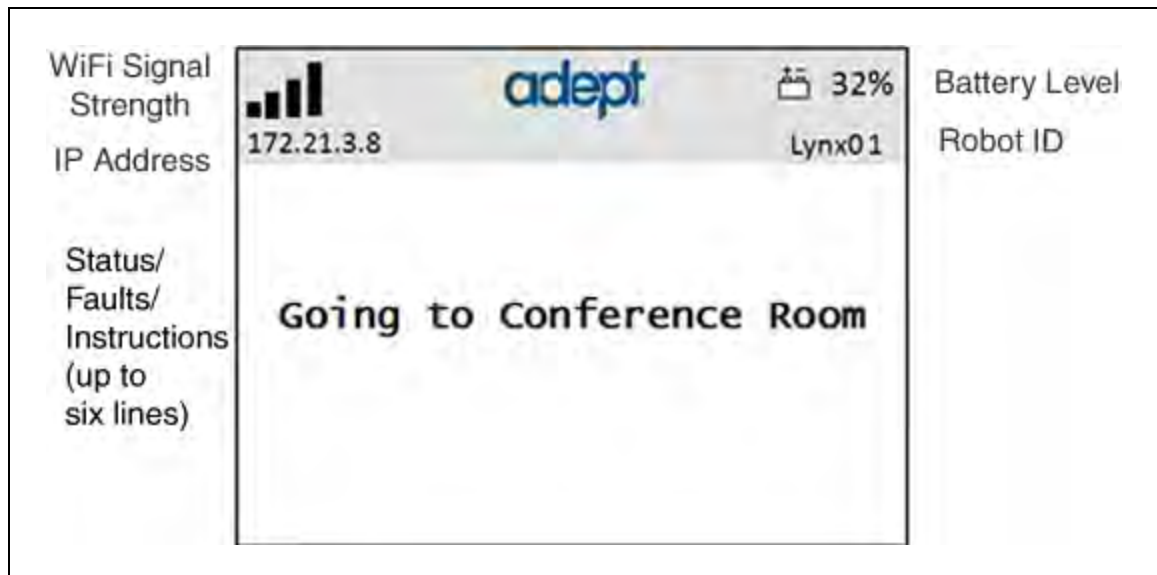 WiFi Signal
Strength
IP Address
Status/
Faults/
Instructions
(up to
six lines)
adept
32%
172.21.3.8
Lynx01
Going to Conference Room
Battery Level
Robot ID